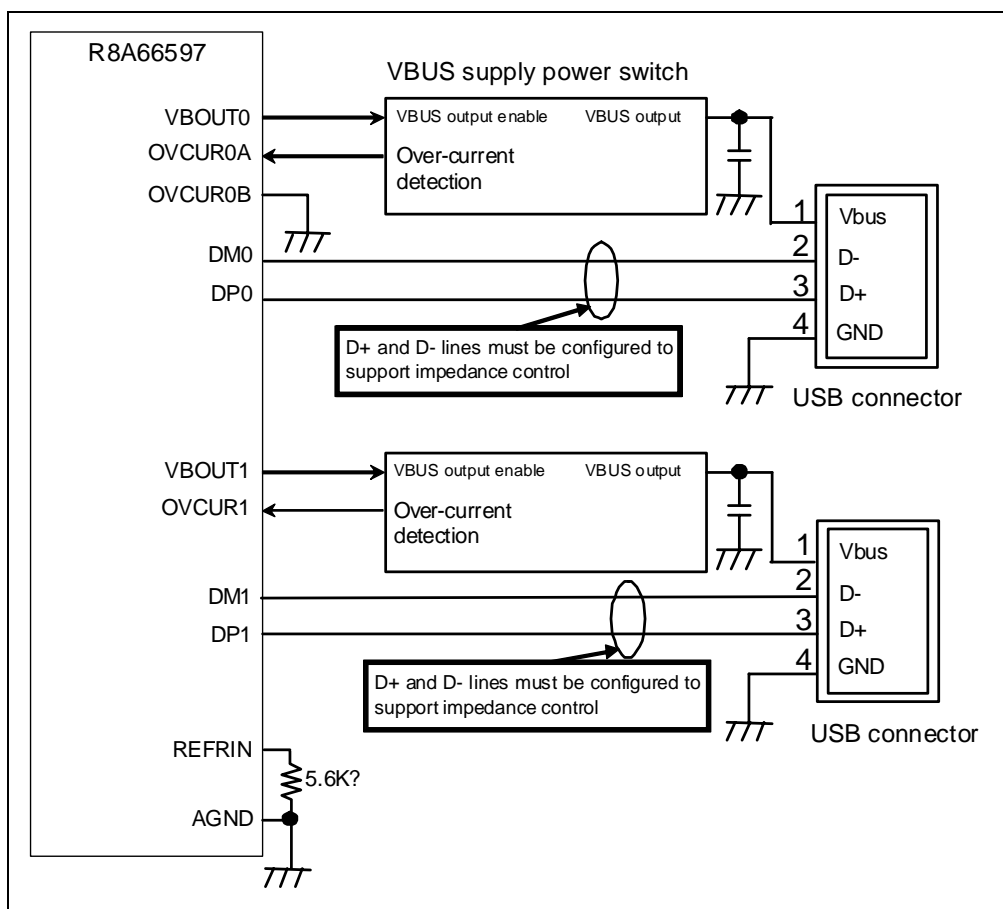 R8A66597
VBUS supply power switch
VBOUT0
VBUS output enable
VBUS output
OVCUR0A
Over-current
detection
OVCUR0B
1
Vbus
DM0
2
D-
DP0
3
D+
4
GND
D+ and D- lines must be configured to
support impedance control
USB connector
VBOUT1
VBUS output enable
VBUS output
OVCUR1
Over-current
detection
1
Vbus
DM1
2
D-
DP1
3
D+
4
GND
D+ and D- lines must be configured to
support impedance control
USB connector
REFRIN
5.6K?
AGND